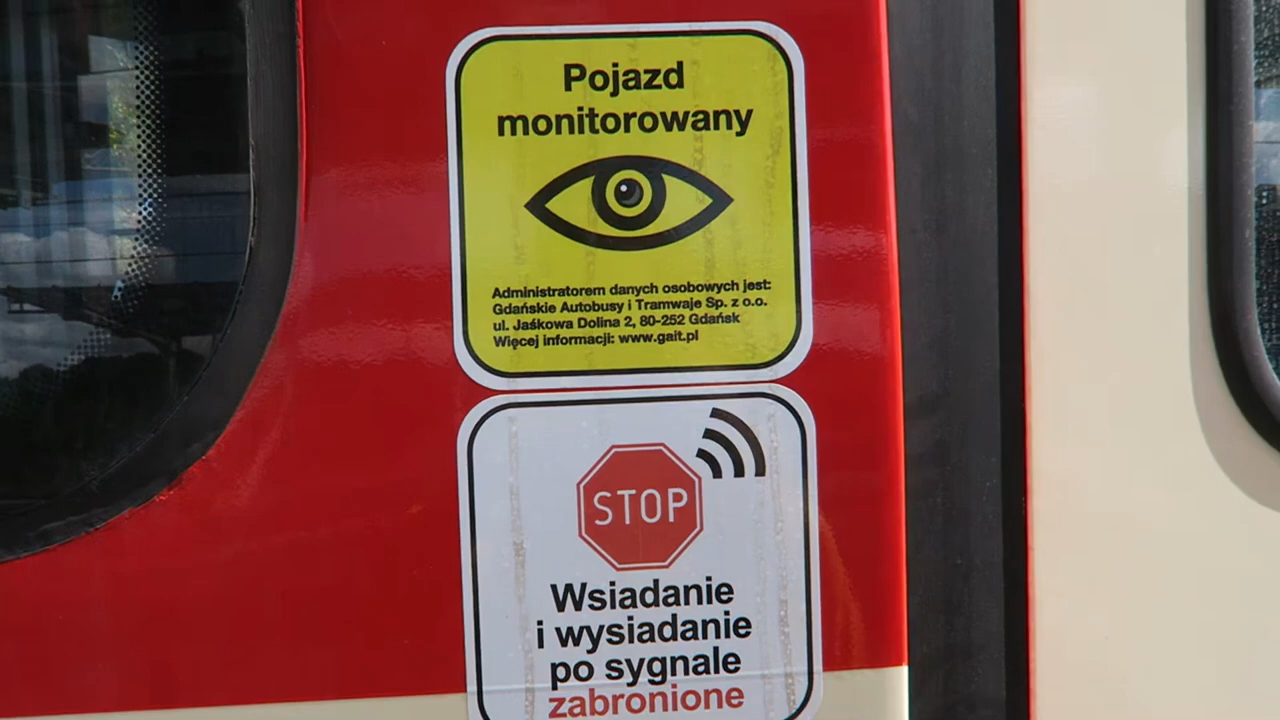 Pojazd
monitorowany
Administratorem danych osobowych jest:
Gdańskie Autobusy i Tramwaje Sp. z o.o.
ul. Jaśkowa Dolina 2, 80-252 Gdańsk
Więcej informacji: www.gait.pl
STOP
Wsiadanie
i wysiadanie
po sygnale
zabronione